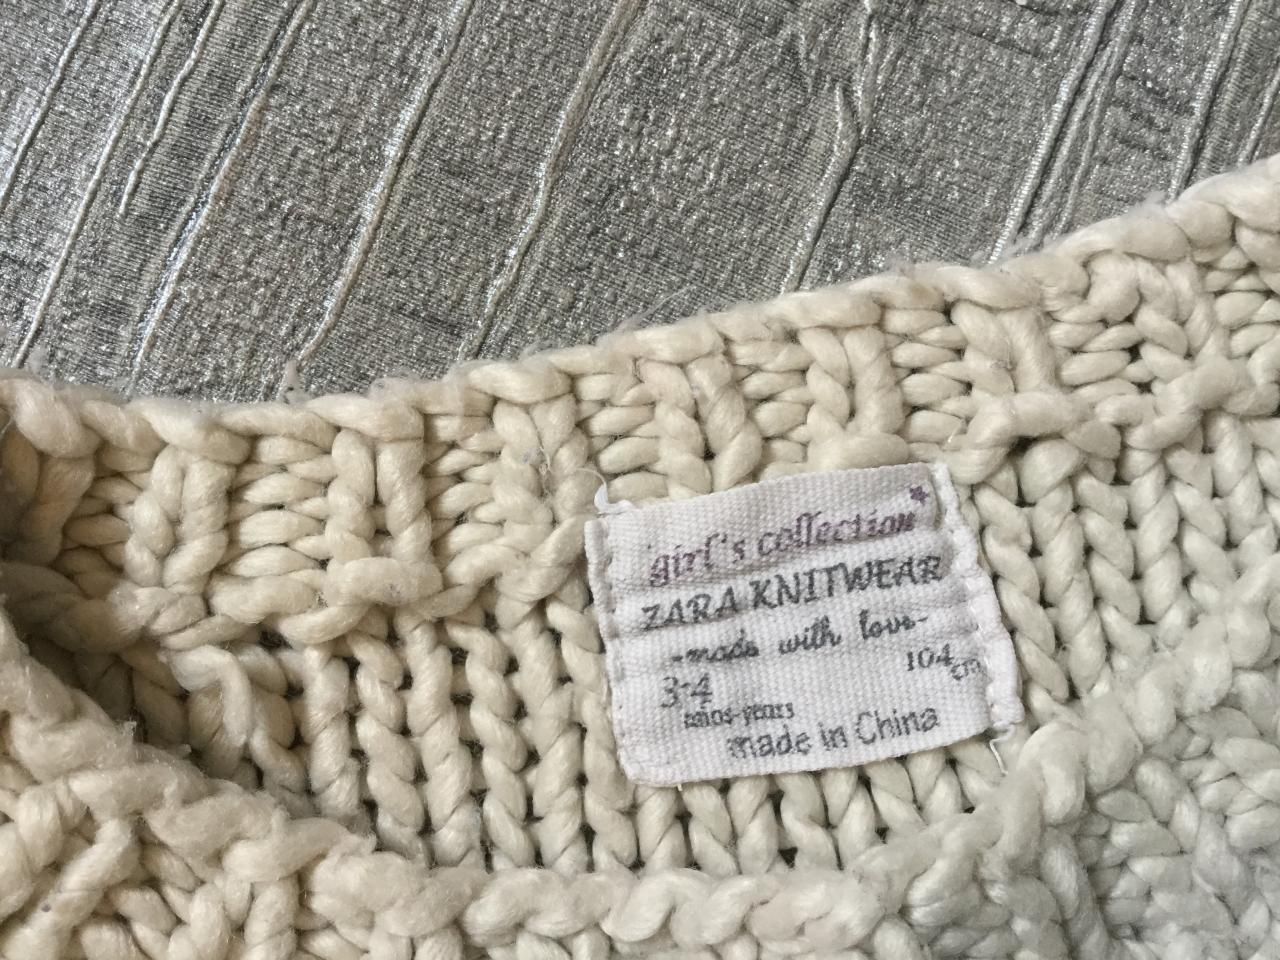 girl's collection*
ZARA KNITWEAR
-made with love-
3-4 104 cm
años-years
made in China